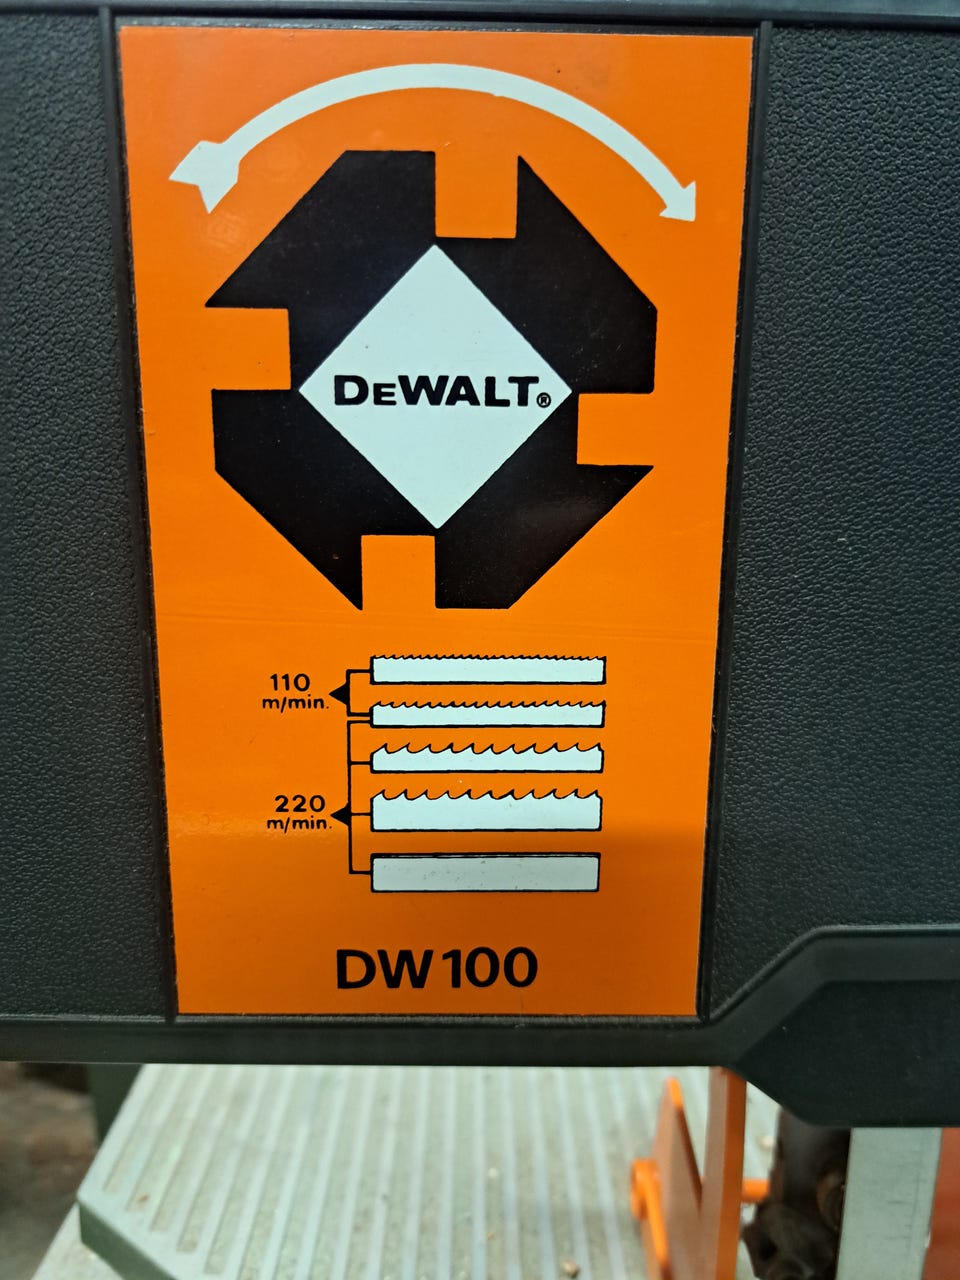 DEWALT®
110
m/min.
220
m/min.
DW100